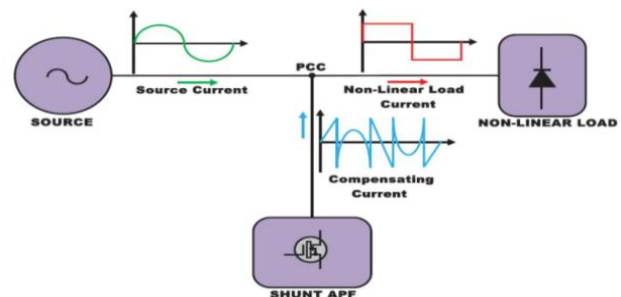 PCC
Source Current
Non-Linear Load
Current
SOURCE
NON-LINEAR LOAD
Compensating
Current
SHUNT APF